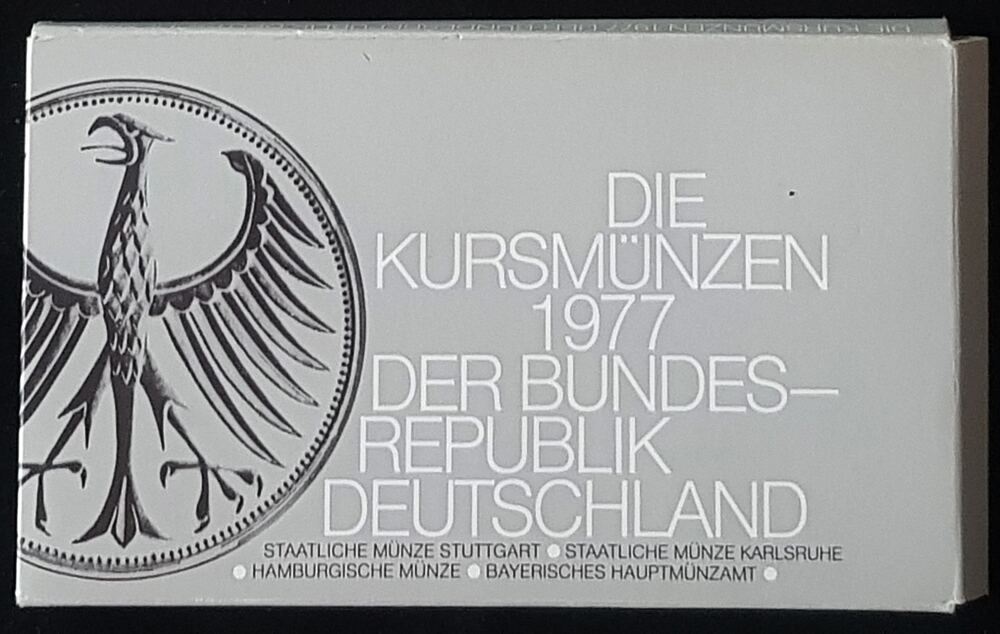 DIE
KURSMÜNZEN
1977
DER BUNDES–
REPUBLIK
DEUTSCHLAND
STAATLICHE MÜNZE STUTTGART ● STAATLICHE MÜNZE KARLSRUHE
● HAMBURGISCHE MÜNZE ● BAYERISCHES HAUPTMÜNZAMT ●